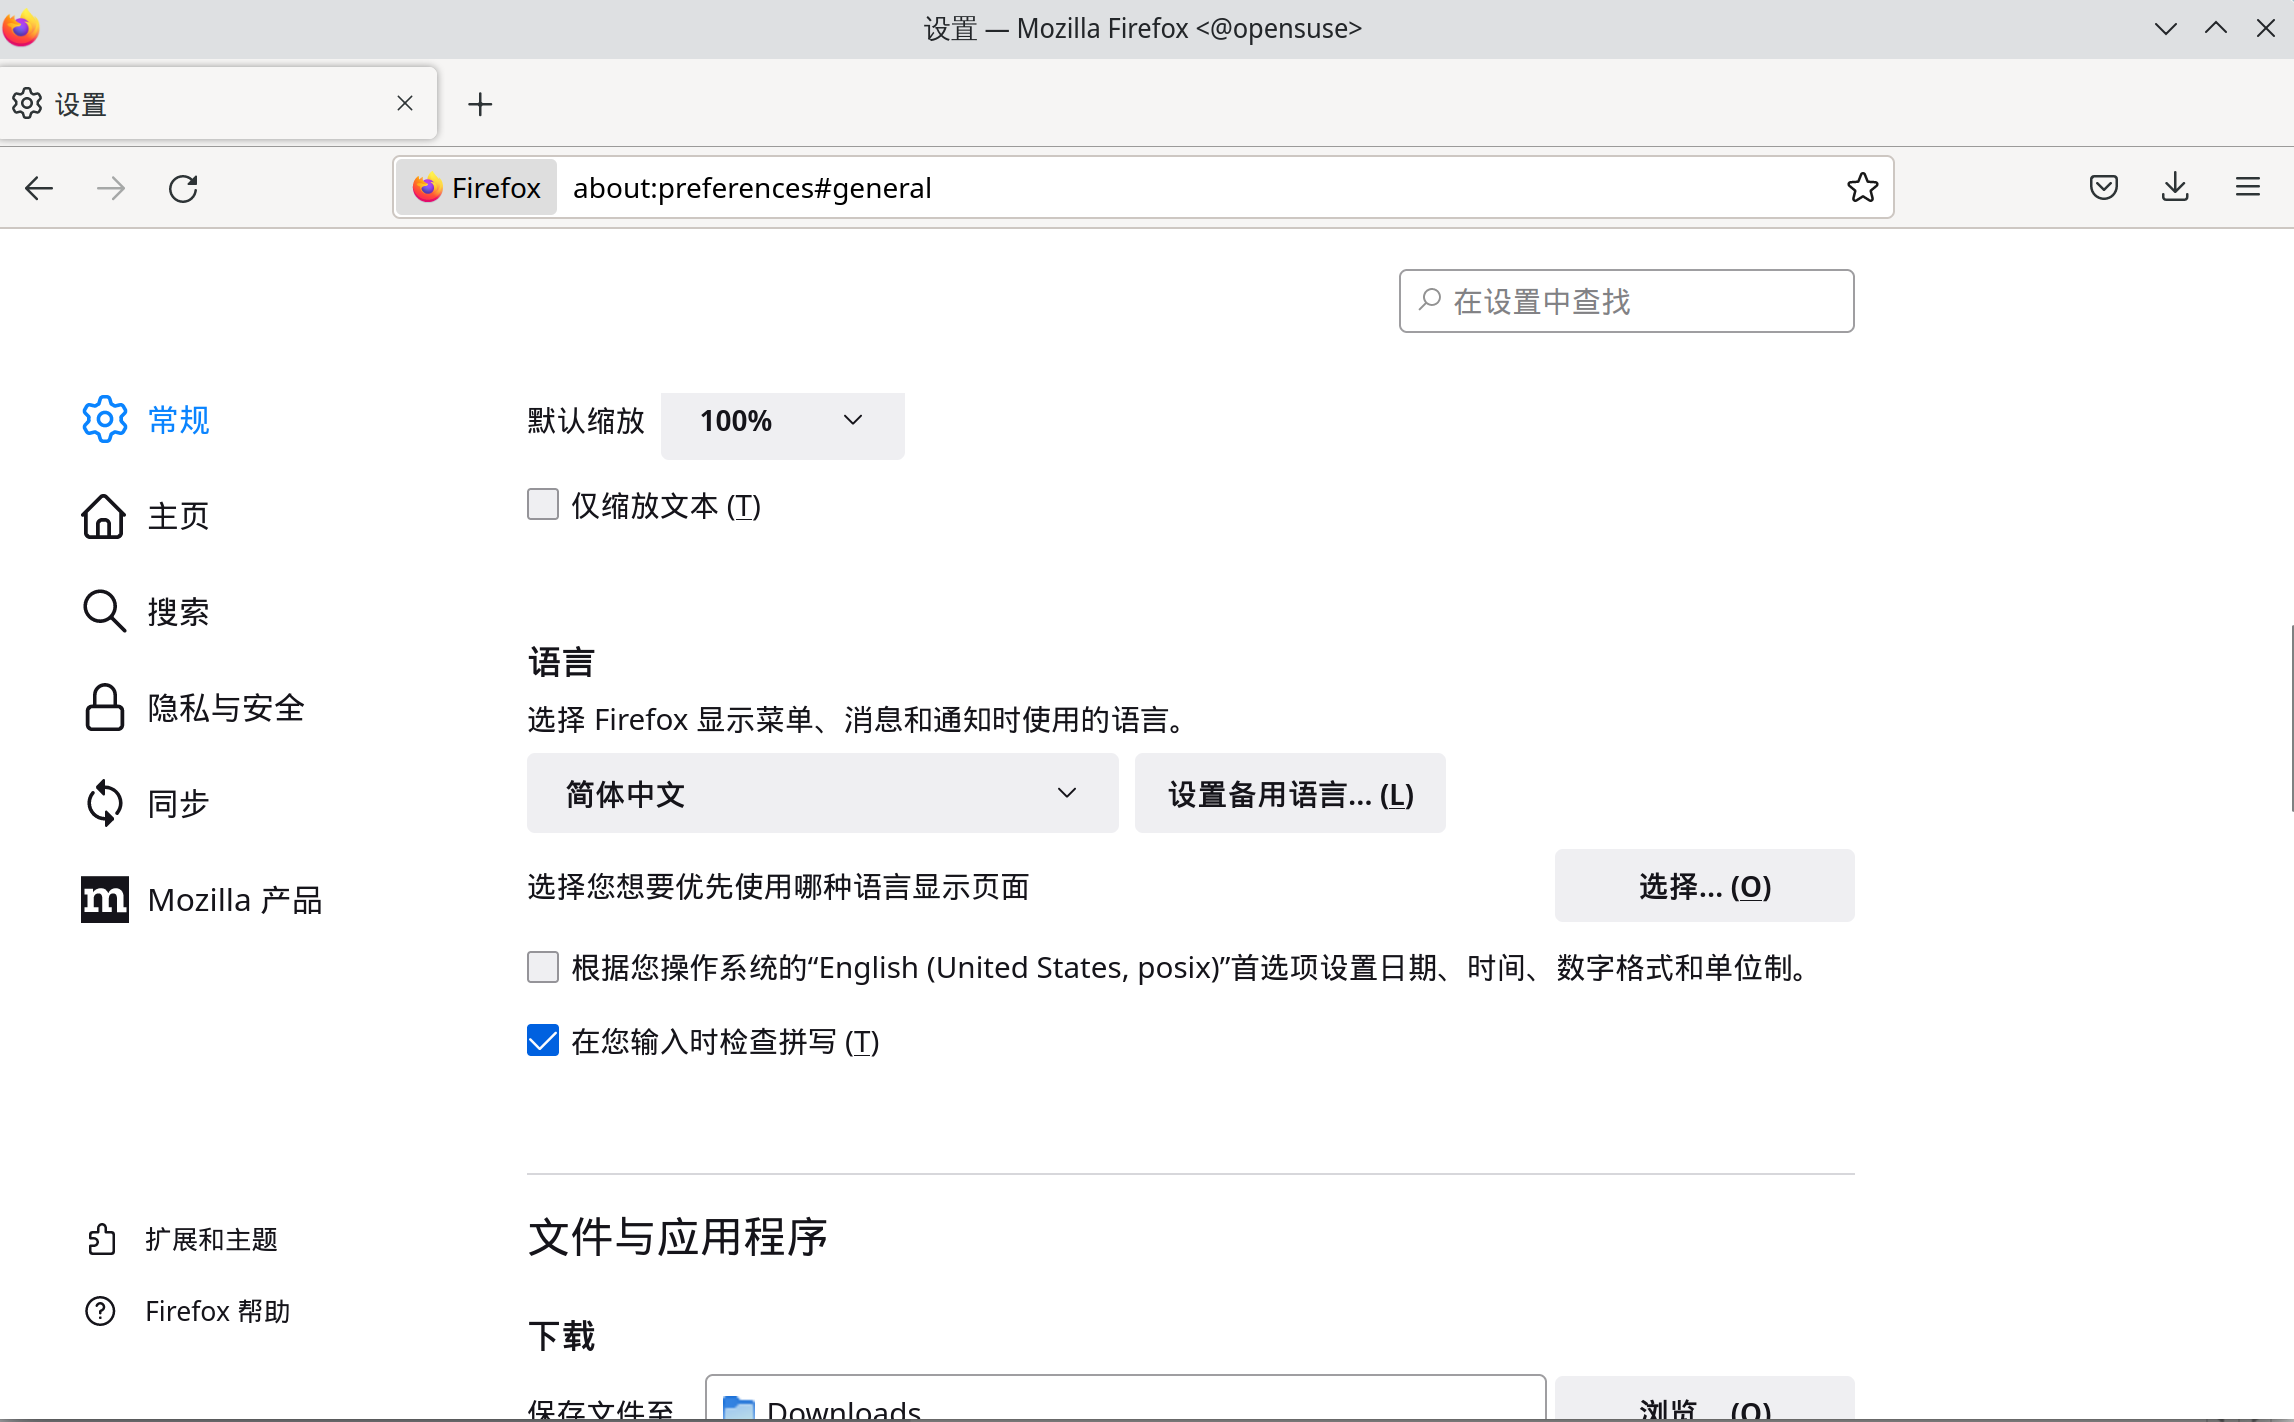 设置 — Mozilla Firefox <@opensuse>
设置
Firefox about:preferences#general
在设置中查找
常规
主页
搜索
隐私与安全
同步
Mozilla 产品
扩展和主题
Firefox 帮助
默认缩放 100%
仅缩放文本 (T)
语言
选择 Firefox 显示菜单、消息和通知时使用的语言。
简体中文 设置备用语言... (L)
选择您想要优先使用哪种语言显示页面 选择... (O)
根据您操作系统的“English (United States, posix)”首选项设置日期、时间、数字格式和单位制。
在您输入时检查拼写 (T)
文件与应用程序
下载
保存文件至 Downloads 浏览... (O)